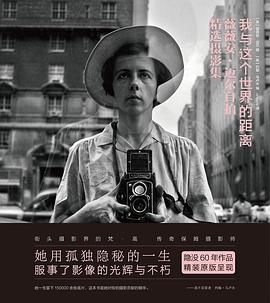 我与这个世界的距离
薇薇安·迈尔自拍
精选摄影集
街头摄影界的梵·高 传奇保姆摄影师
她用孤独隐秘的一生
服事了影像的光辉与不朽
隐没60年作品
精装原版呈现